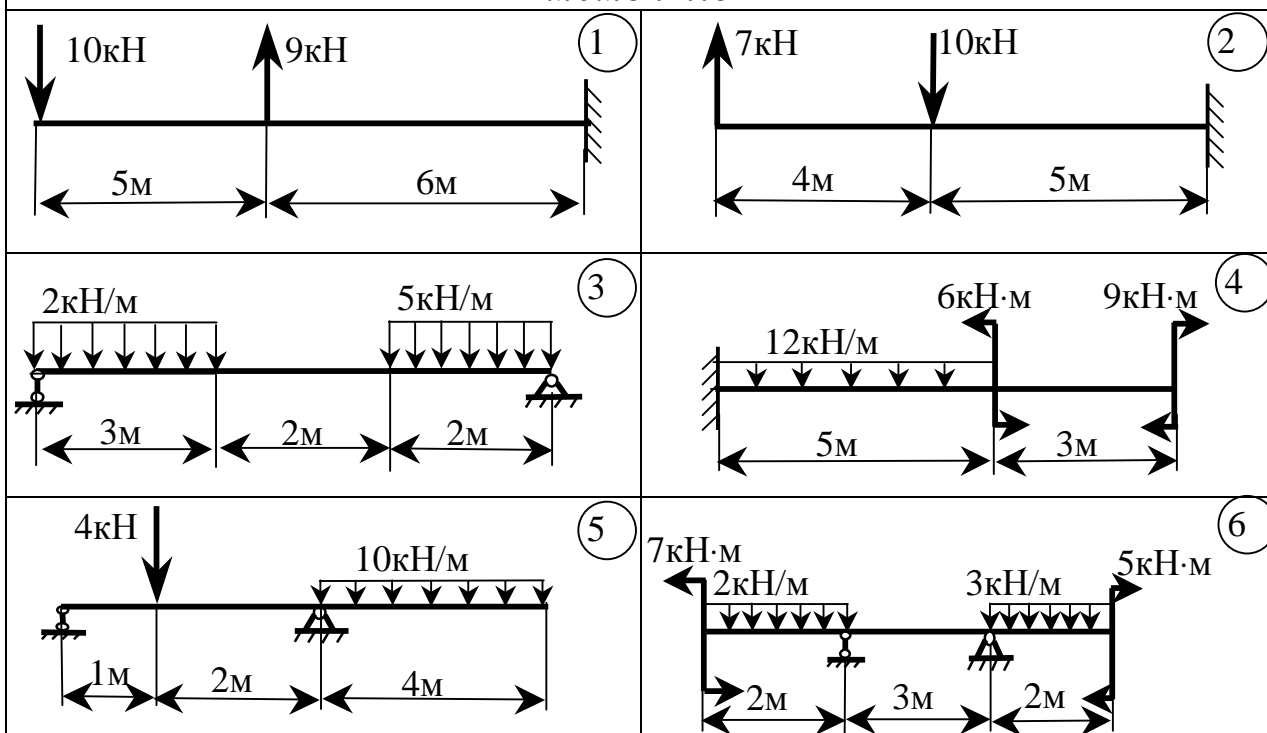 10кН 9кН 1
5м 6м
7кН 10кН 2
4м 5м
2кН/м 5кН/м 3
3м 2м 2м
6кН·м 9кН·м 4
12кН/м
5м 3м
4кН 5
10кН/м
1м 2м 4м
6
7кН·м 5кН·м
2кН/м 3кН/м
2м 3м 2м